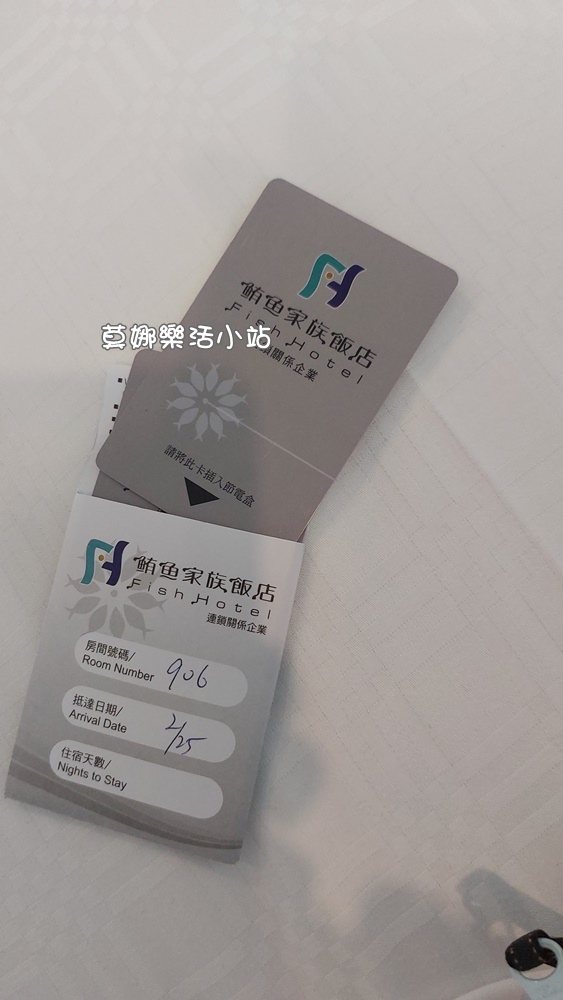 鮪魚家族飯店
Fish Hotel
連鎖關係企業
莫娜樂活小站
請將此卡插入節電盒
鮪魚家族飯店
Fish Hotel
連鎖關係企業
房間號碼/
Room Number 906
抵達日期/
Arrival Date 2/25
住宿天數/
Nights to Stay